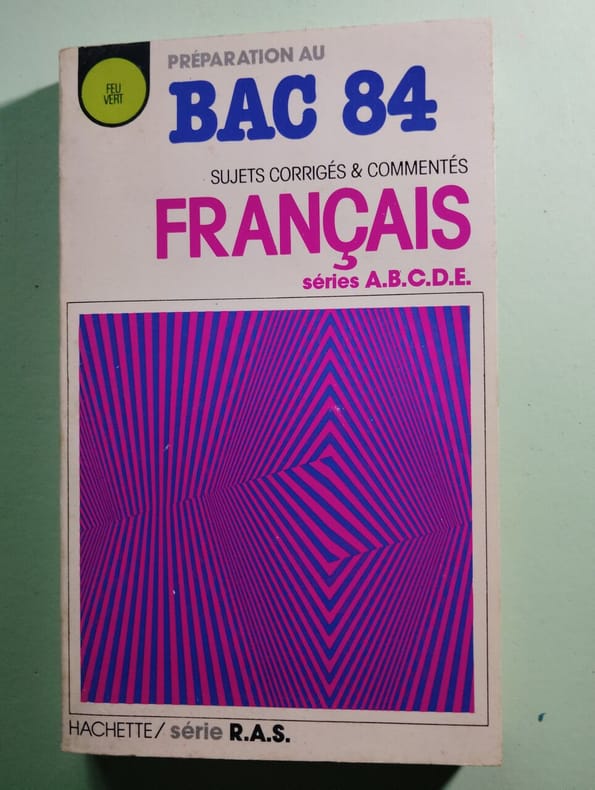 FEU
VERT
PRÉPARATION AU
BAC 84
SUJETS CORRIGÉS & COMMENTÉS
FRANÇAIS
séries A.B.C.D.E.
HACHETTE/ série R.A.S.